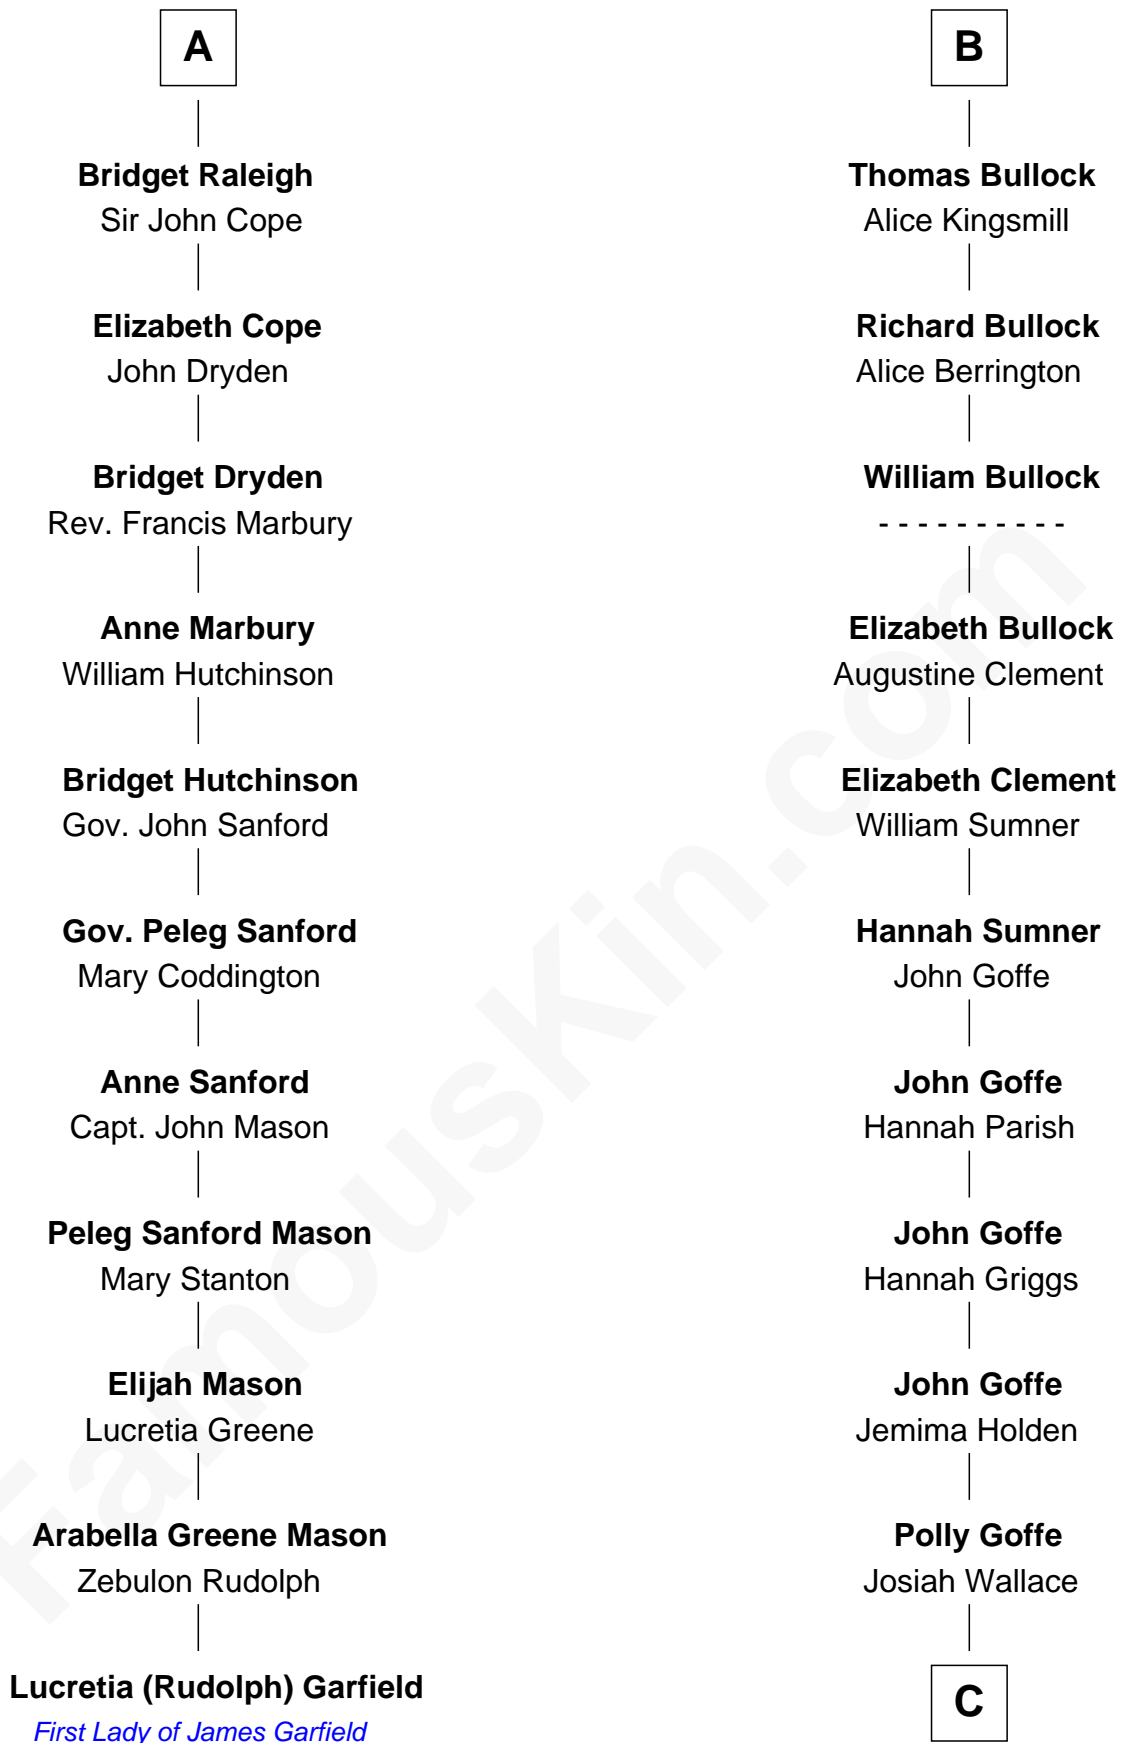 A
Bridget Raleigh
Sir John Cope
Elizabeth Cope
John Dryden
Bridget Dryden
Rev. Francis Marbury
Anne Marbury
William Hutchinson
Bridget Hutchinson
Gov. John Sanford
Gov. Peleg Sanford
Mary Coddington
Anne Sanford
Capt. John Mason
Peleg Sanford Mason
Mary Stanton
Elijah Mason
Lucretia Greene
Arabella Greene Mason
Zebulon Rudolph
Lucretia (Rudolph) Garfield
First Lady of James Garfield
B
Thomas Bullock
Alice Kingsmill
Richard Bullock
Alice Berrington
William Bullock
- - - - - - - - - -
Elizabeth Bullock
Augustine Clement
Elizabeth Clement
William Sumner
Hannah Sumner
John Goffe
John Goffe
Hannah Parish
John Goffe
Hannah Griggs
John Goffe
Jemima Holden
Polly Goffe
Josiah Wallace
C
FamousKin.com